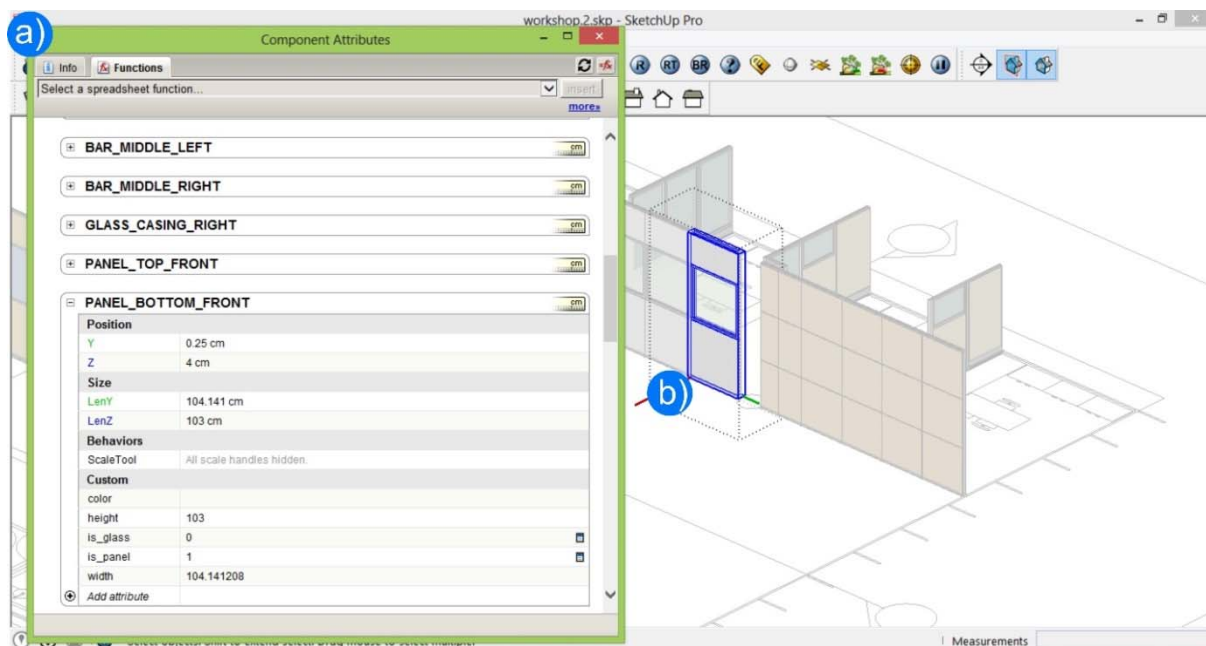 workshop.2.skp - SketchUp Pro
a)
Component Attributes
Info
Functions
Select a spreadsheet function...
insert
more»
R
RT
BR
BAR_MIDDLE_LEFT
cm
BAR_MIDDLE_RIGHT
cm
GLASS_CASING_RIGHT
cm
PANEL_TOP_FRONT
cm
PANEL_BOTTOM_FRONT
cm
Position
Y 0.25 cm
Z 4 cm
Size
LenY 104.141 cm
LenZ 103 cm
Behaviors
ScaleTool All scale handles hidden.
Custom
color
height 103
is_glass 0
is_panel 1
width 104.141208
Add attribute
b)
Measurements